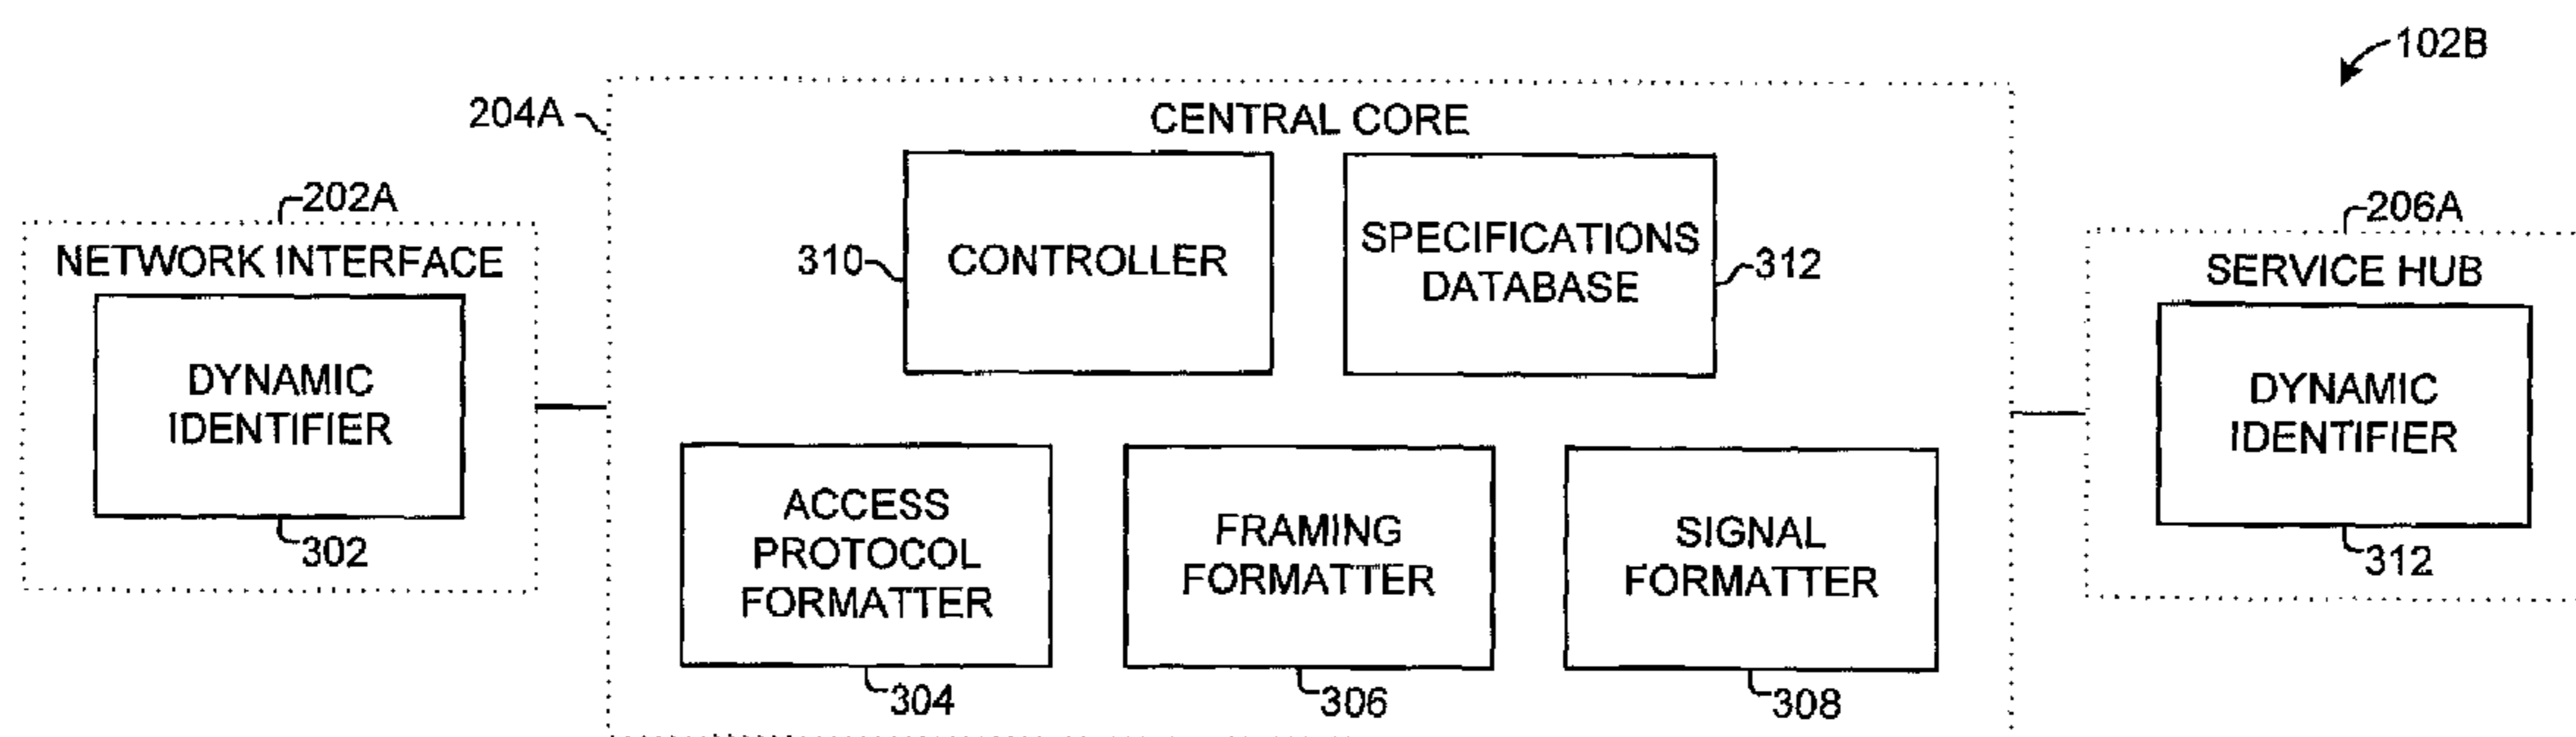 102B
204A
CENTRAL CORE
202A
NETWORK INTERFACE
DYNAMIC
IDENTIFIER
302
310
CONTROLLER
SPECIFICATIONS
DATABASE
312
ACCESS
PROTOCOL
FORMATTER
304
FRAMING
FORMATTER
306
SIGNAL
FORMATTER
308
206A
SERVICE HUB
DYNAMIC
IDENTIFIER
312